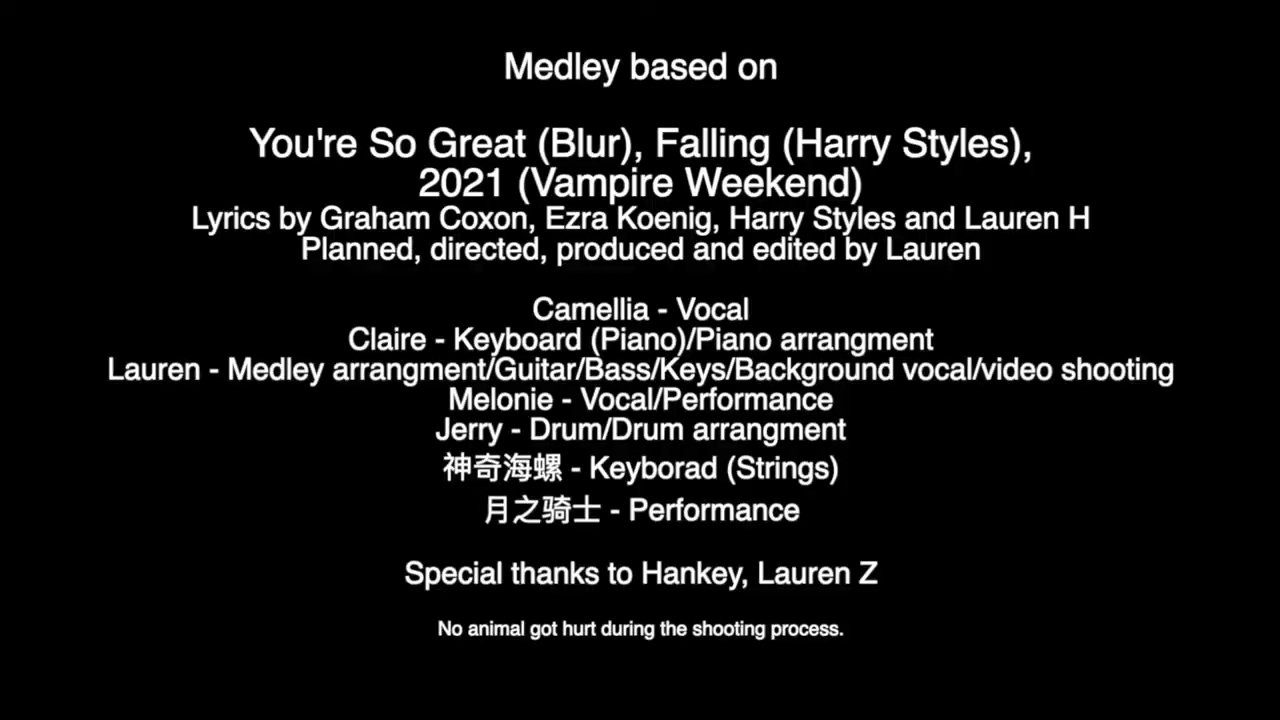 Medley based on
You're So Great (Blur), Falling (Harry Styles),
2021 (Vampire Weekend)
Lyrics by Graham Coxon, Ezra Koenig, Harry Styles and Lauren H
Planned, directed, produced and edited by Lauren
Camellia - Vocal
Claire - Keyboard (Piano)/Piano arrangment
Lauren - Medley arrangment/Guitar/Bass/Keys/Background vocal/video shooting
Melonie - Vocal/Performance
Jerry - Drum/Drum arrangment
神奇海螺 - Keyborad (Strings)
月之骑士 - Performance
Special thanks to Hankey, Lauren Z
No animal got hurt during the shooting process.